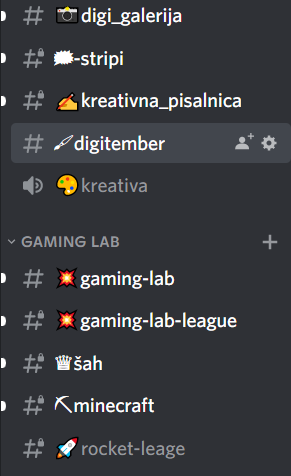 digi_galerija
-stripi
kreativna_pisalnica
digitember
kreativa
GAMING LAB
gaming-lab
gaming-lab-league
šah
minecraft
rocket-leage